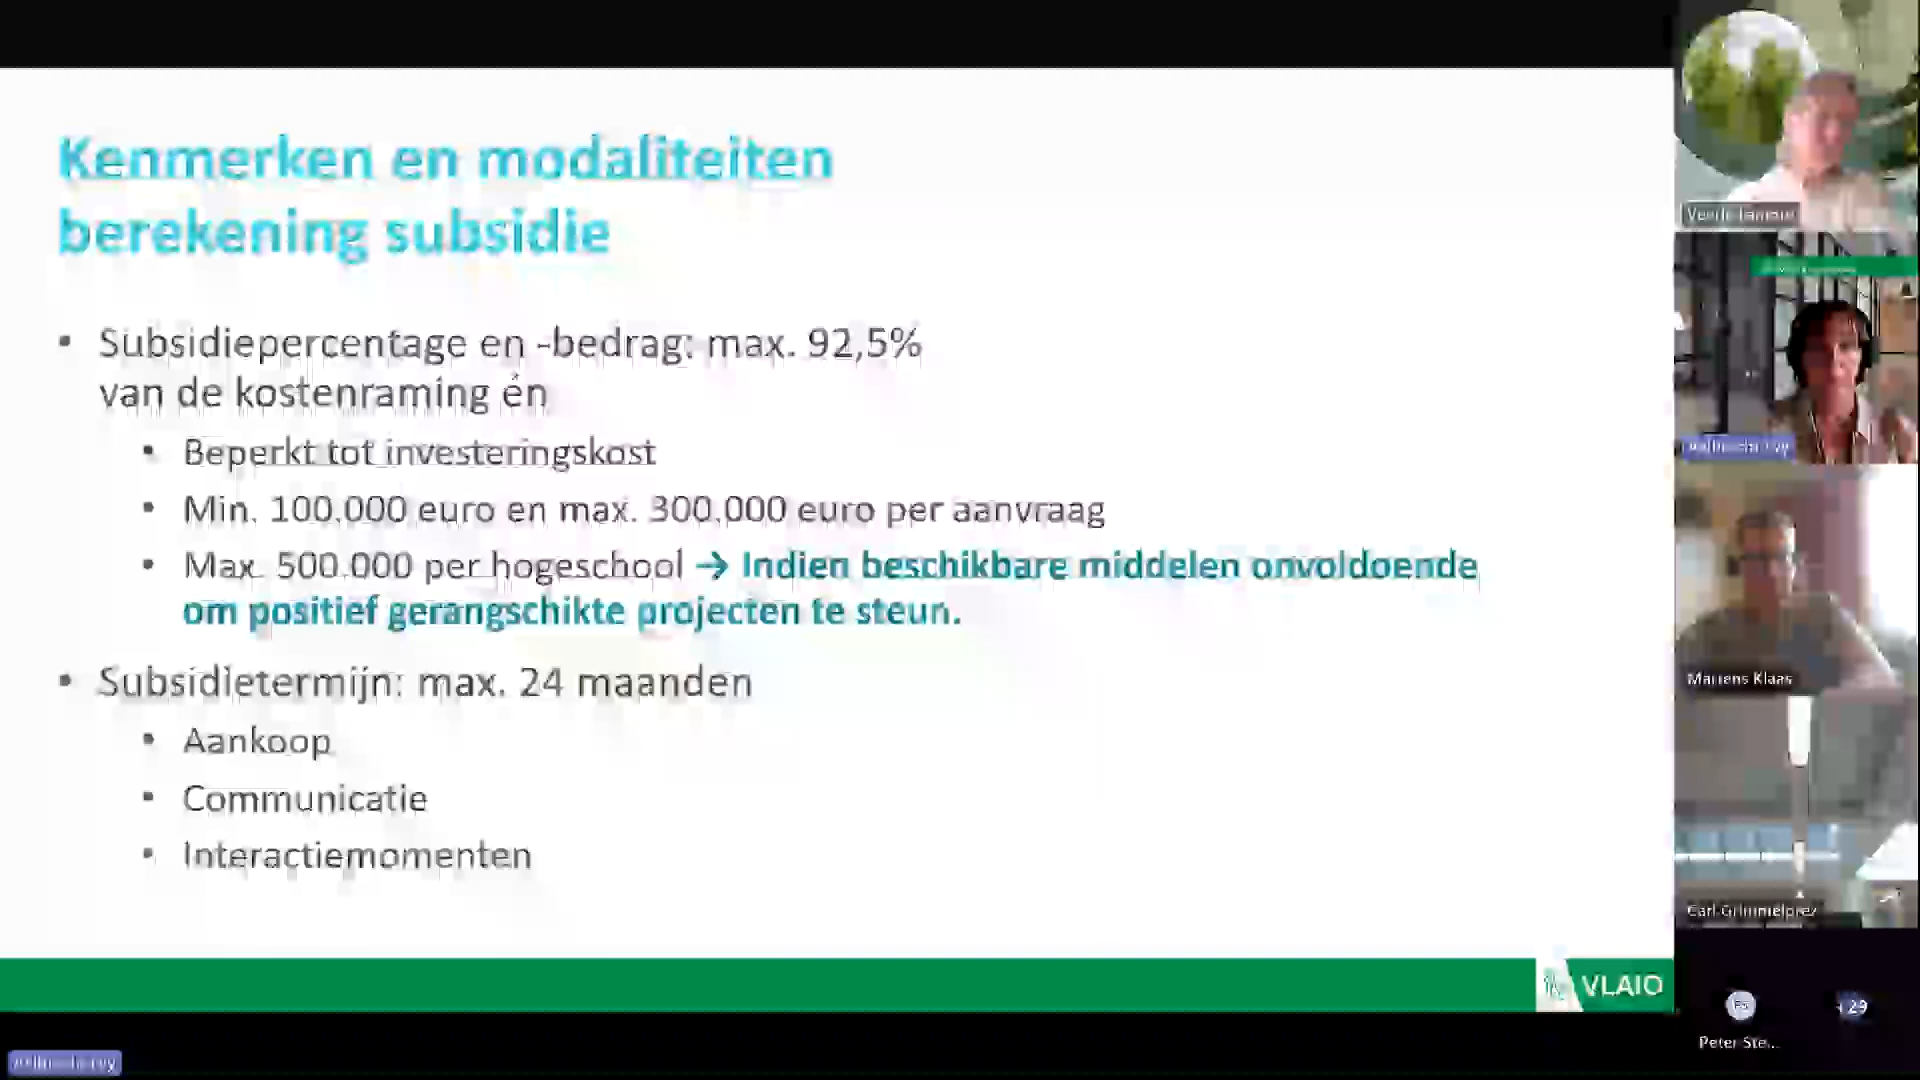 Kenmerken en modaliteiten
berekening subsidie
• Subsidiepercentage en -bedrag: max. 92,5%
van de kostenraming én
• Beperkt tot investeringskost
• Min. 100.000 euro en max. 300.000 euro per aanvraag
• Max. 500.000 per hogeschool → Indien beschikbare middelen onvoldoende
om positief gerangschikte projecten te steun.
• Subsidietermijn: max. 24 maanden
• Aankoop
• Communicatie
• Interactiemomenten
VLAIO
Martens Klaas
Carl Grimmelprez
Peter Ste...